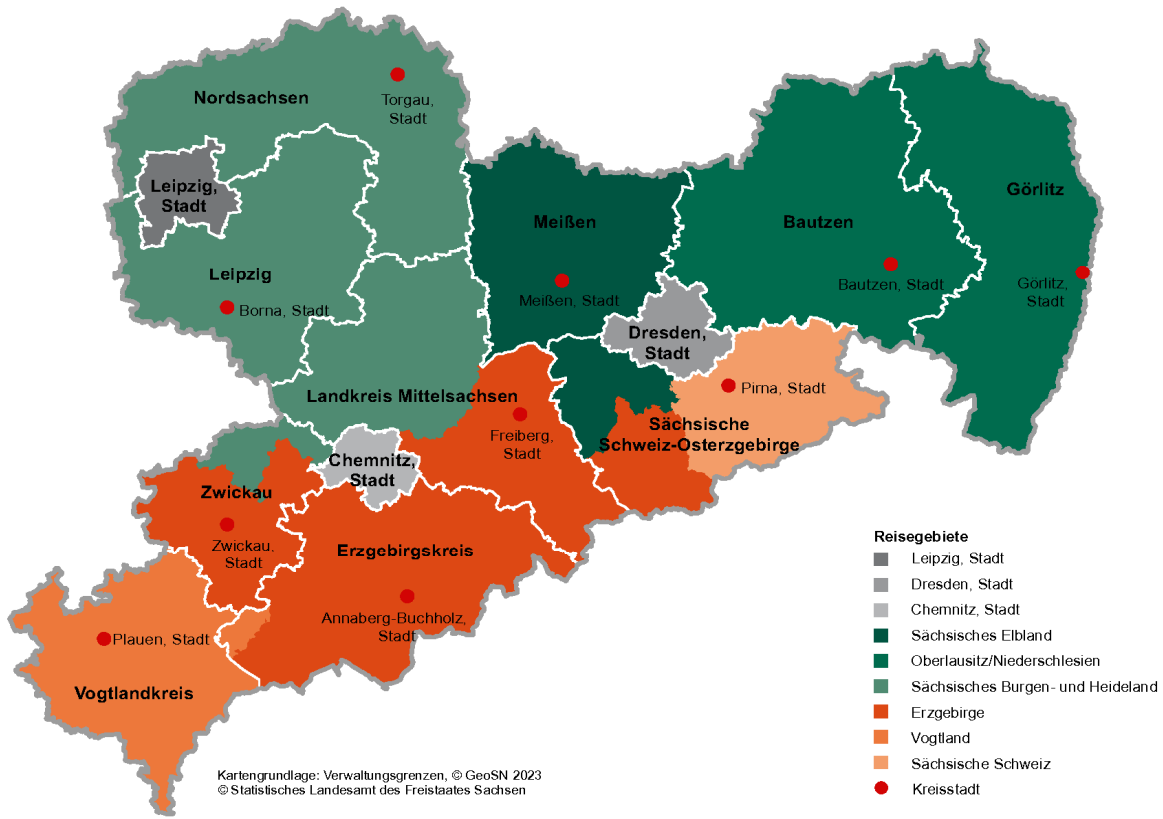 Nordsachsen
Torgau,
Stadt
Leipzig,
Stadt
Görlitz
Meißen
Bautzen
Leipzig
Borna, Stadt
Meißen, Stadt
Bautzen, Stadt
Görlitz,
Stadt
Dresden,
Stadt
Landkreis Mittelsachsen
Pirna, Stadt
Freiberg,
Stadt
Sächsische
Schweiz-Osterzgebirge
Chemnitz,
Stadt
Zwickau
Zwickau,
Stadt
Erzgebirgskreis
Annaberg-Buchholz,
Stadt
Plauen, Stadt
Vogtlandkreis
Reisegebiete
Leipzig, Stadt
Dresden, Stadt
Chemnitz, Stadt
Sächsisches Elbland
Oberlausitz/Niederschlesien
Sächsisches Burgen- und Heideland
Erzgebirge
Vogtland
Sächsische Schweiz
Kreisstadt
Kartengrundlage: Verwaltungsgrenzen, © GeoSN 2023
© Statistisches Landesamt des Freistaates Sachsen